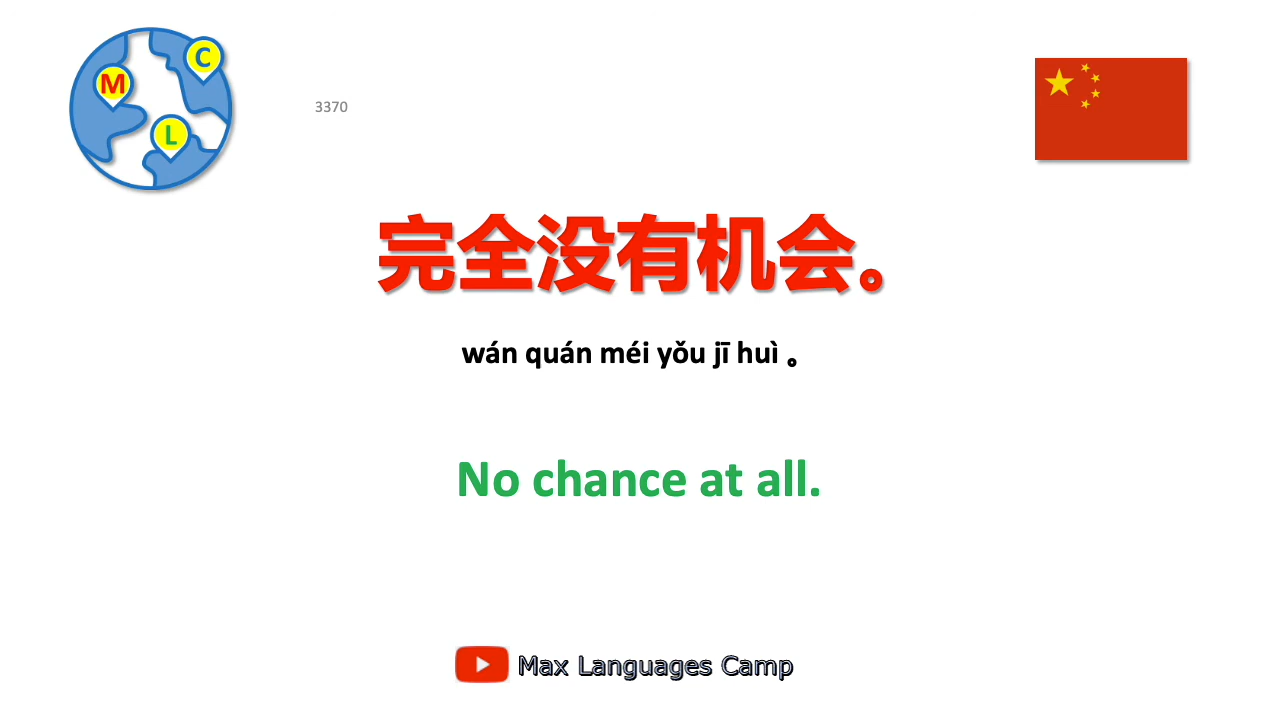 M
C
L
3370
完全没有机会。
wán quán méi yǒu jī huì 。
No chance at all.
Max Languages Camp